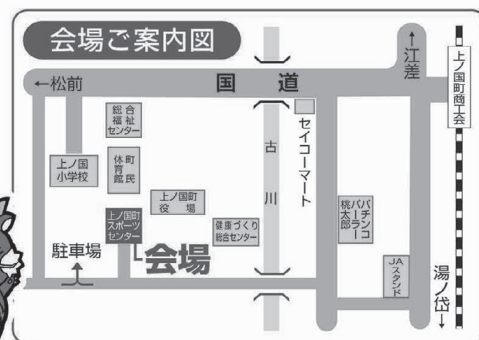 会場ご案内図
←松前
国道
↑江差
上ノ国町商工会
総合
福祉
センター
セイコーマート
古川
上ノ国
小学校
町民
体育館
上ノ国町
役場
パチンコ
パーラー
桃太郎
上ノ国町
スポーツ
センター
健康づくり
総合センター
会場
駐車場
JA
スタンド
湯ノ岱→